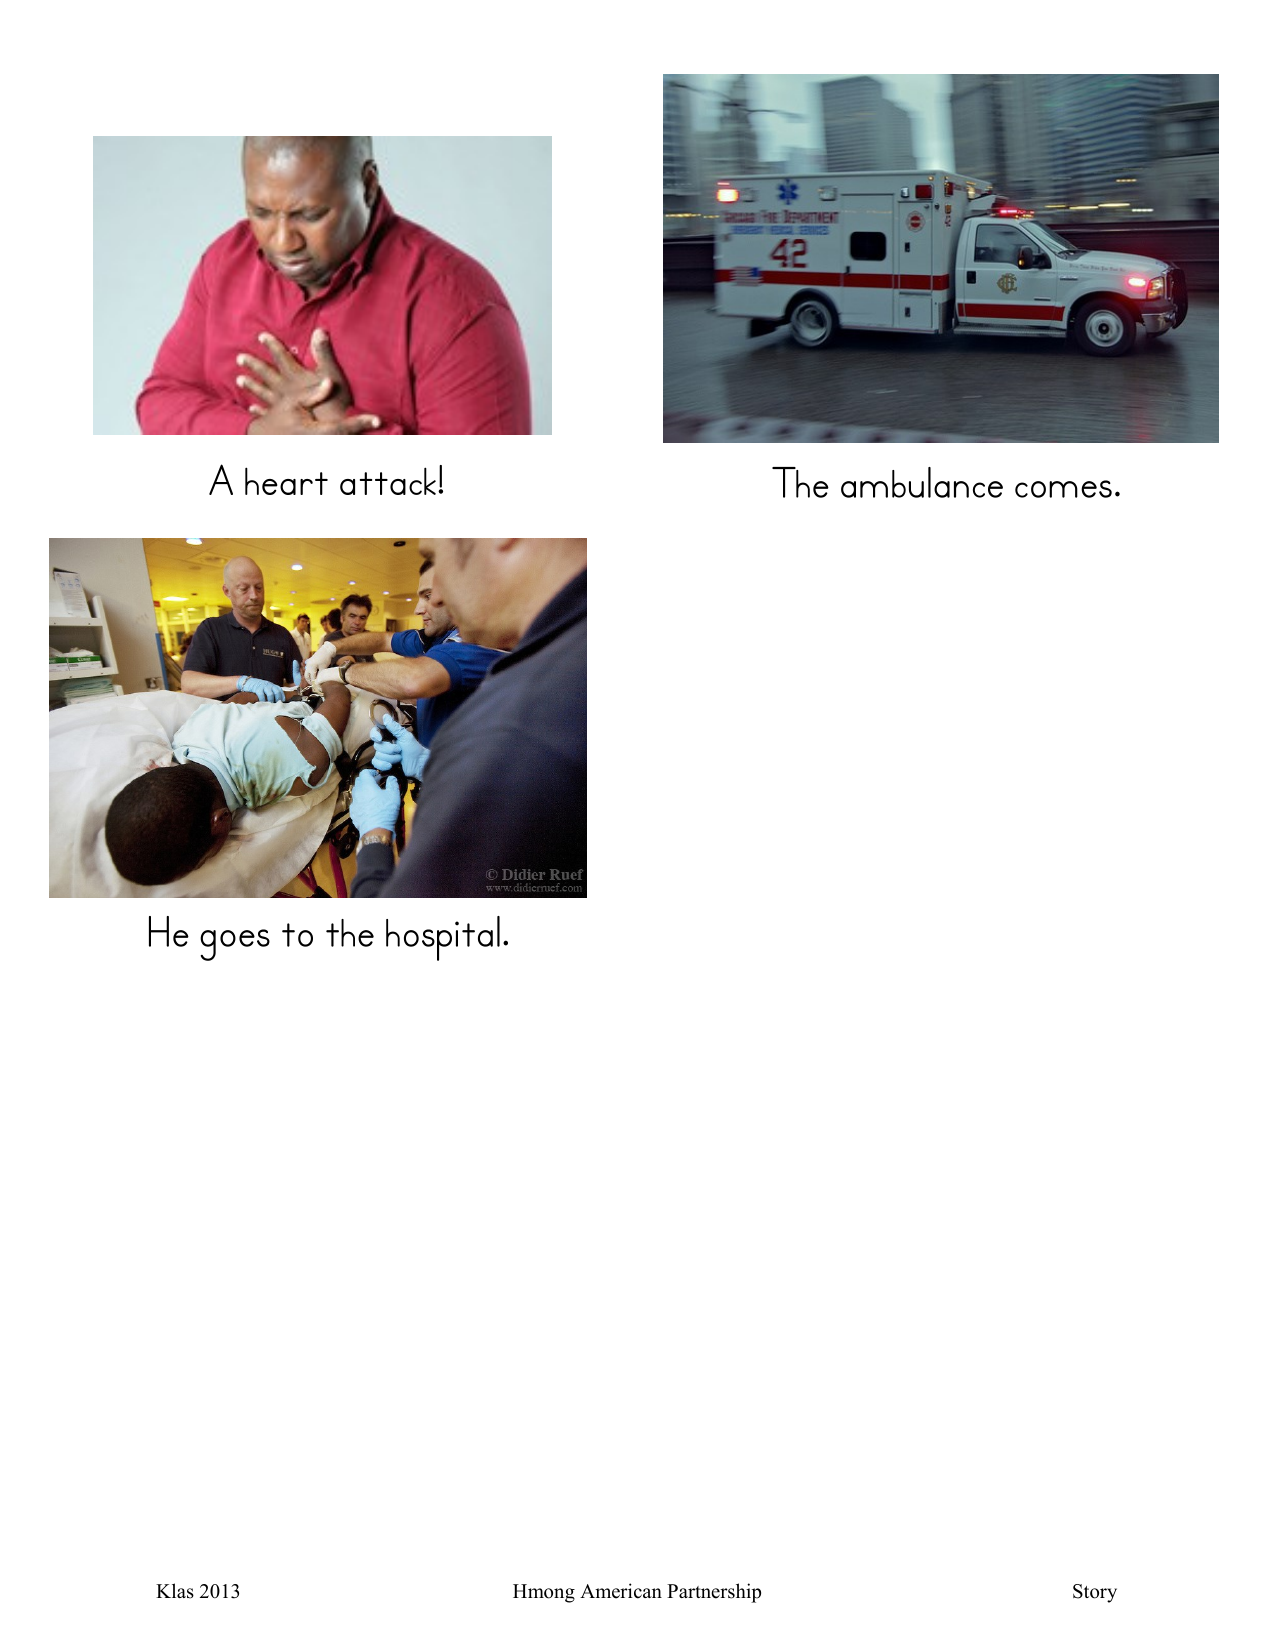 CHICAGO FIRE DEPARTMENT
EMERGENCY MEDICAL SERVICES
42
A heart attack!
The ambulance comes.
© Didier Ruef
www.didierruef.com
He goes to the hospital.
Klas 2013 Hmong American Partnership Story